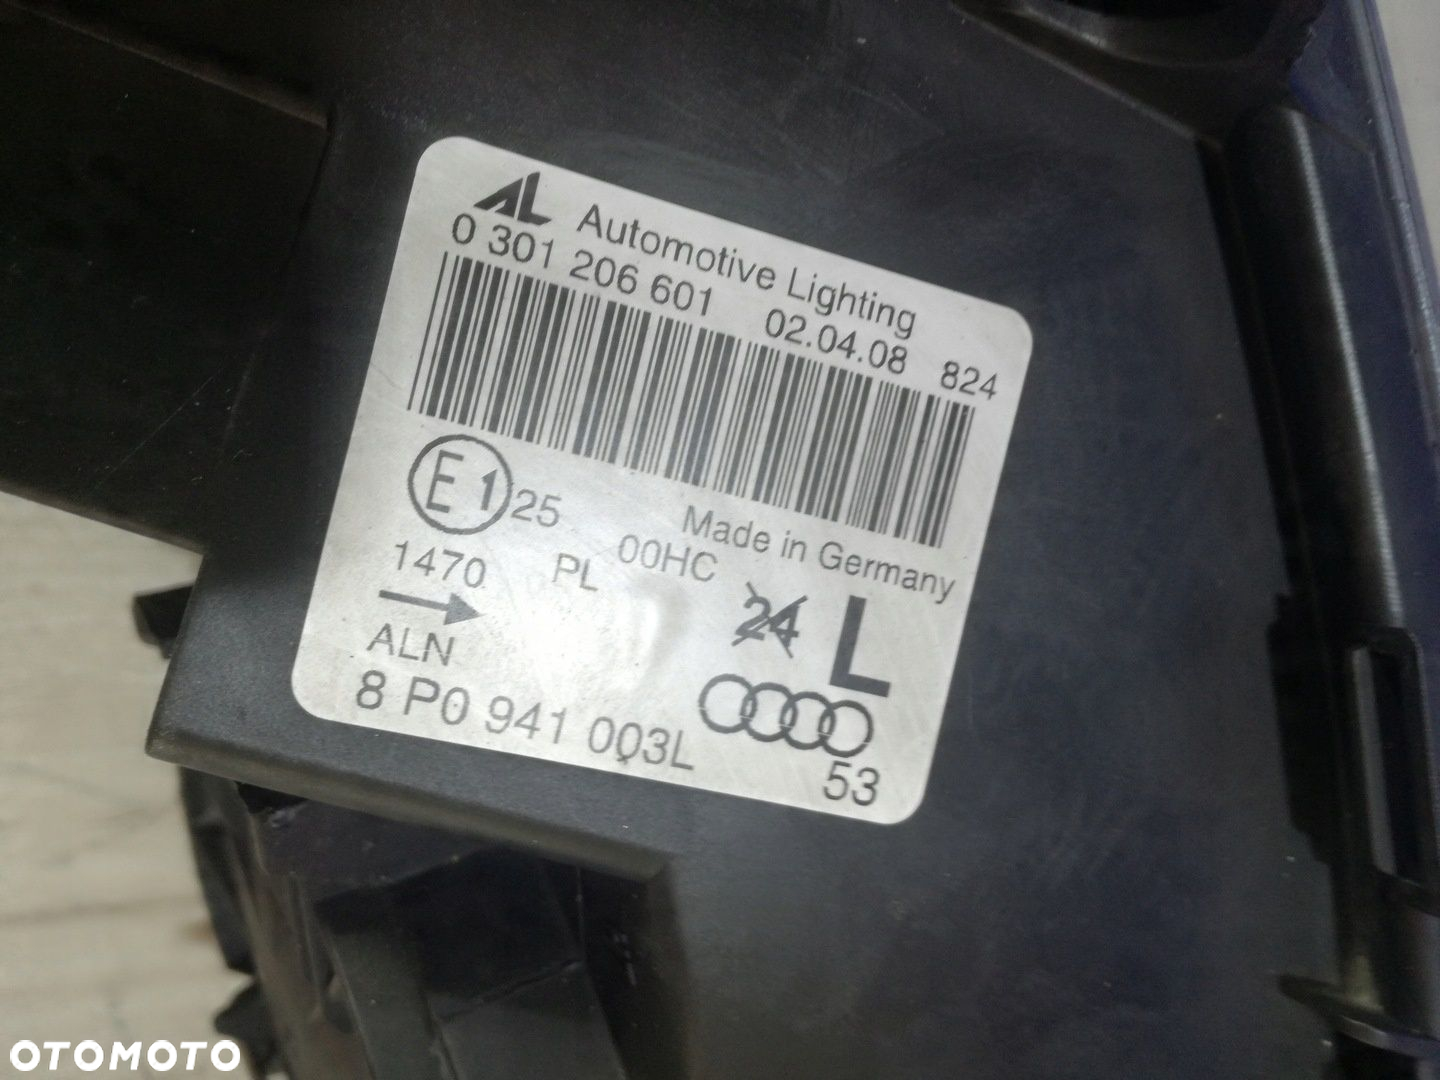 AL Automotive Lighting
0 301 206 601 02.04.08 824
E1 25
Made in Germany
1470 PL 00HC
24 L
ALN
8 P0 941 003L
53
OTOMOTO